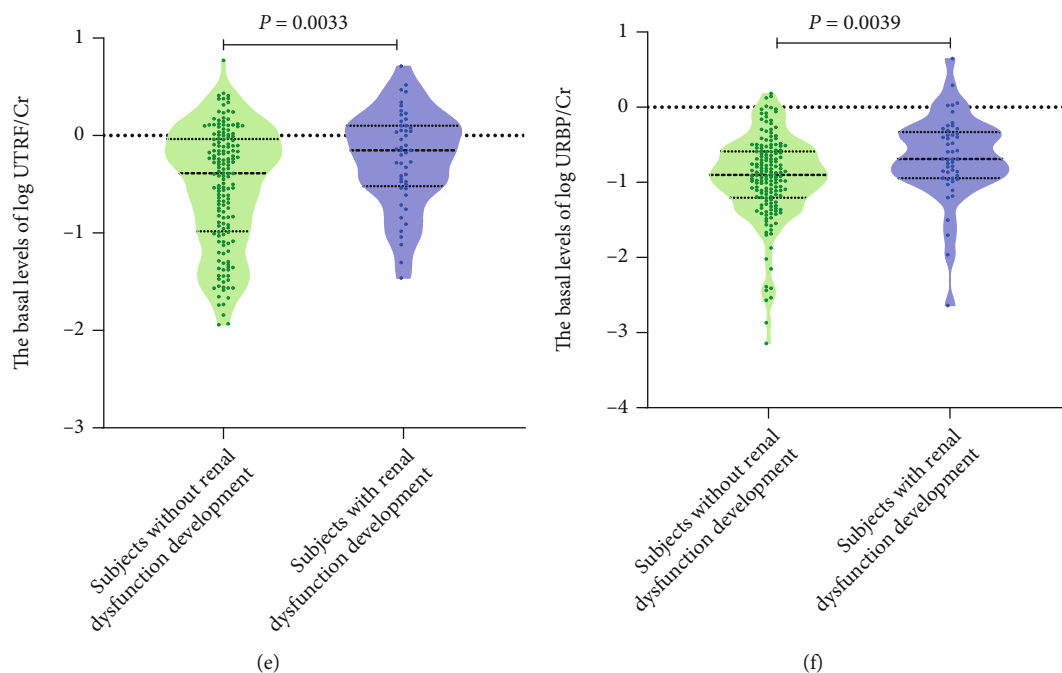 P = 0.0033
1
0
−1
−2
−3
The basal levels of log UTRF/Cr
Subjects without renal
dysfunction development
Subjects with renal
dysfunction development
(e)
P = 0.0039
1
0
−1
−2
−3
−4
The basal levels of log URBP/Cr
Subjects without renal
dysfunction development
Subjects with renal
dysfunction development
(f)